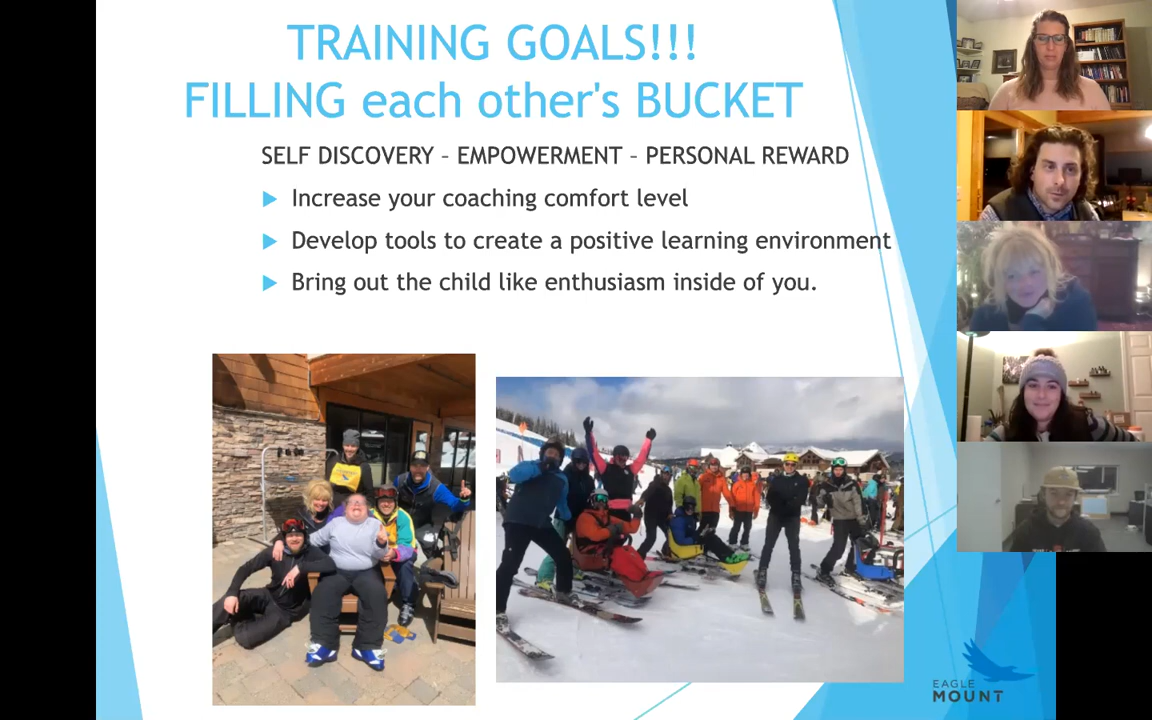 TRAINING GOALS!!!
FILLING each other's BUCKET
SELF DISCOVERY – EMPOWERMENT – PERSONAL REWARD
Increase your coaching comfort level
Develop tools to create a positive learning environment
Bring out the child like enthusiasm inside of you.
EAGLE
MOUNT